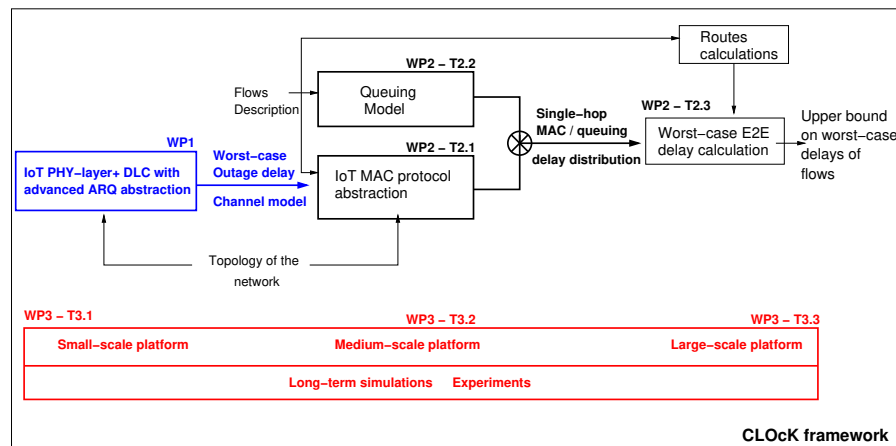 Routes
calculations
WP2 – T2.2
Flows
Description
Queuing
Model
WP2 – T2.3
Single–hop
MAC / queuing
delay distribution
Worst–case E2E
delay calculation
Upper bound
on worst–case
delays of
flows
WP1
IoT PHY–layer+ DLC with
advanced ARQ abstraction
Worst–case
Outage delay
Channel model
WP2 – T2.1
IoT MAC protocol
abstraction
Topology of the
network
WP3 – T3.1
WP3 – T3.2
WP3 – T3.3
Small–scale platform
Medium–scale platform
Large–scale platform
Long–term simulations Experiments
CLOcK framework